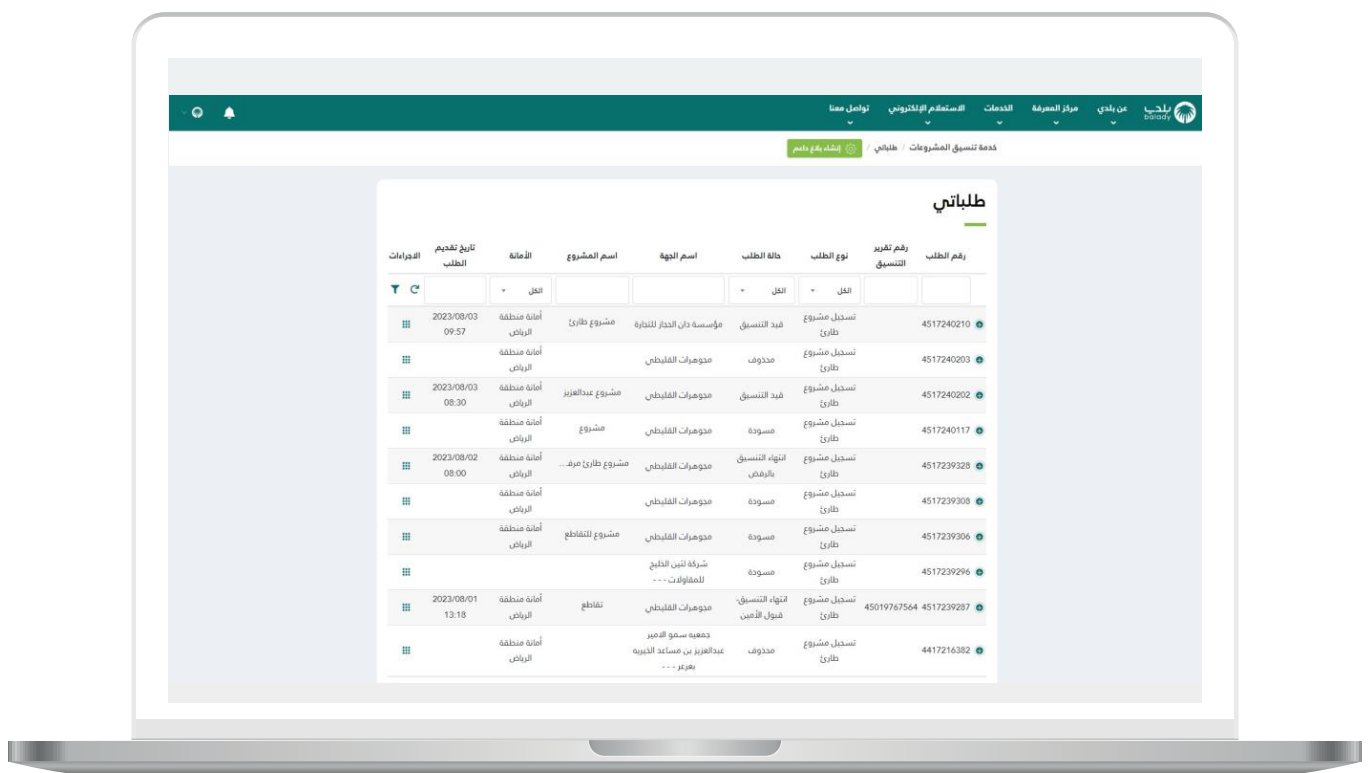 بلدي
balady
عن بلدي
مركز المعرفة
الخدمات
الاستعلام الإلكتروني
تواصل معنا
خدمة تنسيق المشروعات / طلباتي /
إنشاء بلاغ داعم
طلباتي
رقم الطلب
رقم تقرير
التنسيق
نوع الطلب
حالة الطلب
اسم الجهة
اسم المشروع
الأمانة
تاريخ تقديم
الطلب
الاجراءات
الكل
الكل
الكل
4517240210
تسجيل مشروع
طارئ
قيد التنسيق
مؤسسة دان الحجاز للتجارة
مشروع طارئ
أمانة منطقة
الرياض
2023/08/03
09:57
4517240203
تسجيل مشروع
طارئ
محذوف
مجوهرات القليطي
أمانة منطقة
الرياض
4517240202
تسجيل مشروع
طارئ
قيد التنسيق
مجوهرات القليطي
مشروع عبدالعزيز
أمانة منطقة
الرياض
2023/08/03
08:30
4517240117
تسجيل مشروع
طارئ
مسودة
مجوهرات القليطي
مشروع
أمانة منطقة
الرياض
4517239328
تسجيل مشروع
طارئ
انتهاء التنسيق
بالرفض
مجوهرات القليطي
مشروع طارئ مرف...
أمانة منطقة
الرياض
2023/08/02
08:00
4517239308
تسجيل مشروع
طارئ
مسودة
مجوهرات القليطي
أمانة منطقة
الرياض
4517239306
تسجيل مشروع
طارئ
مسودة
مجوهرات القليطي
مشروع للتقاطع
أمانة منطقة
الرياض
4517239296
تسجيل مشروع
طارئ
مسودة
شركة لتين الخليج
للمقاولات - - -
4517239287
45019767564
تسجيل مشروع
طارئ
انتهاء التنسيق-
قبول الأمين
مجوهرات القليطي
تقاطع
أمانة منطقة
الرياض
2023/08/01
13:18
4417216382
تسجيل مشروع
طارئ
محذوف
جمعيه سمو الامير
عبدالعزيز بن مساعد الخيريه
بعرعر - - -
أمانة منطقة
الرياض